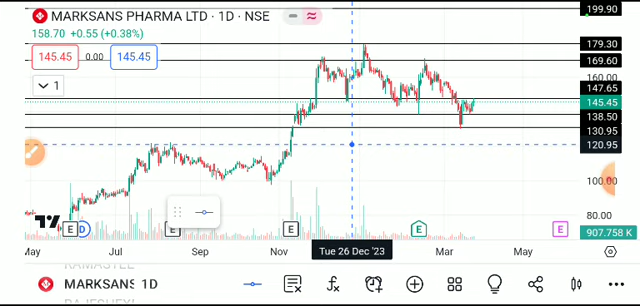 MARKSANS PHARMA LTD · 1D · NSE
158.70 +0.55 (+0.38%)
145.45 0.00 145.45
1
199.90
179.30
169.60
160.00
147.65
145.45
138.50
130.95
120.95
100.00
80.00
907.758 K
E D E E E E
May Jul Sep Nov Tue 26 Dec '23 Mar May
MARKSANS 1D